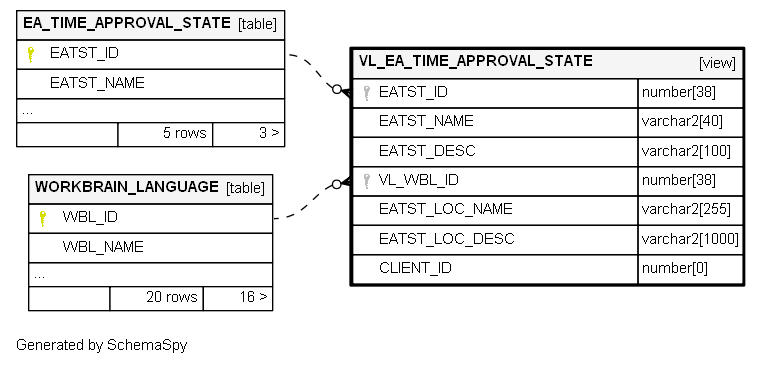 EA_TIME_APPROVAL_STATE [table]
EATST_ID
EATST_NAME
...
5 rows 3 >
WORKBRAIN_LANGUAGE [table]
WBL_ID
WBL_NAME
...
20 rows 16 >
VL_EA_TIME_APPROVAL_STATE [view]
EATST_ID number[38]
EATST_NAME varchar2[40]
EATST_DESC varchar2[100]
VL_WBL_ID number[38]
EATST_LOC_NAME varchar2[255]
EATST_LOC_DESC varchar2[1000]
CLIENT_ID number[0]
Generated by SchemaSpy